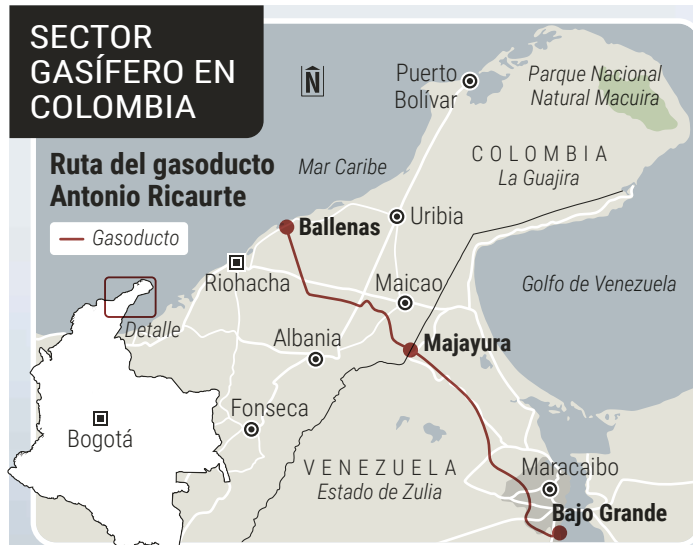 SECTOR
GASÍFERO EN
COLOMBIA
Ruta del gasoducto
Antonio Ricaurte
Gasoducto
N
Puerto
Bolívar
Parque Nacional
Natural Macuira
Mar Caribe
COLOMBIA
La Guajira
Ballenas
Uribia
Riohacha
Maicao
Golfo de Venezuela
Detalle
Albania
Majayura
Fonseca
Bogotá
VENEZUELA
Estado de Zulia
Maracaibo
Bajo Grande